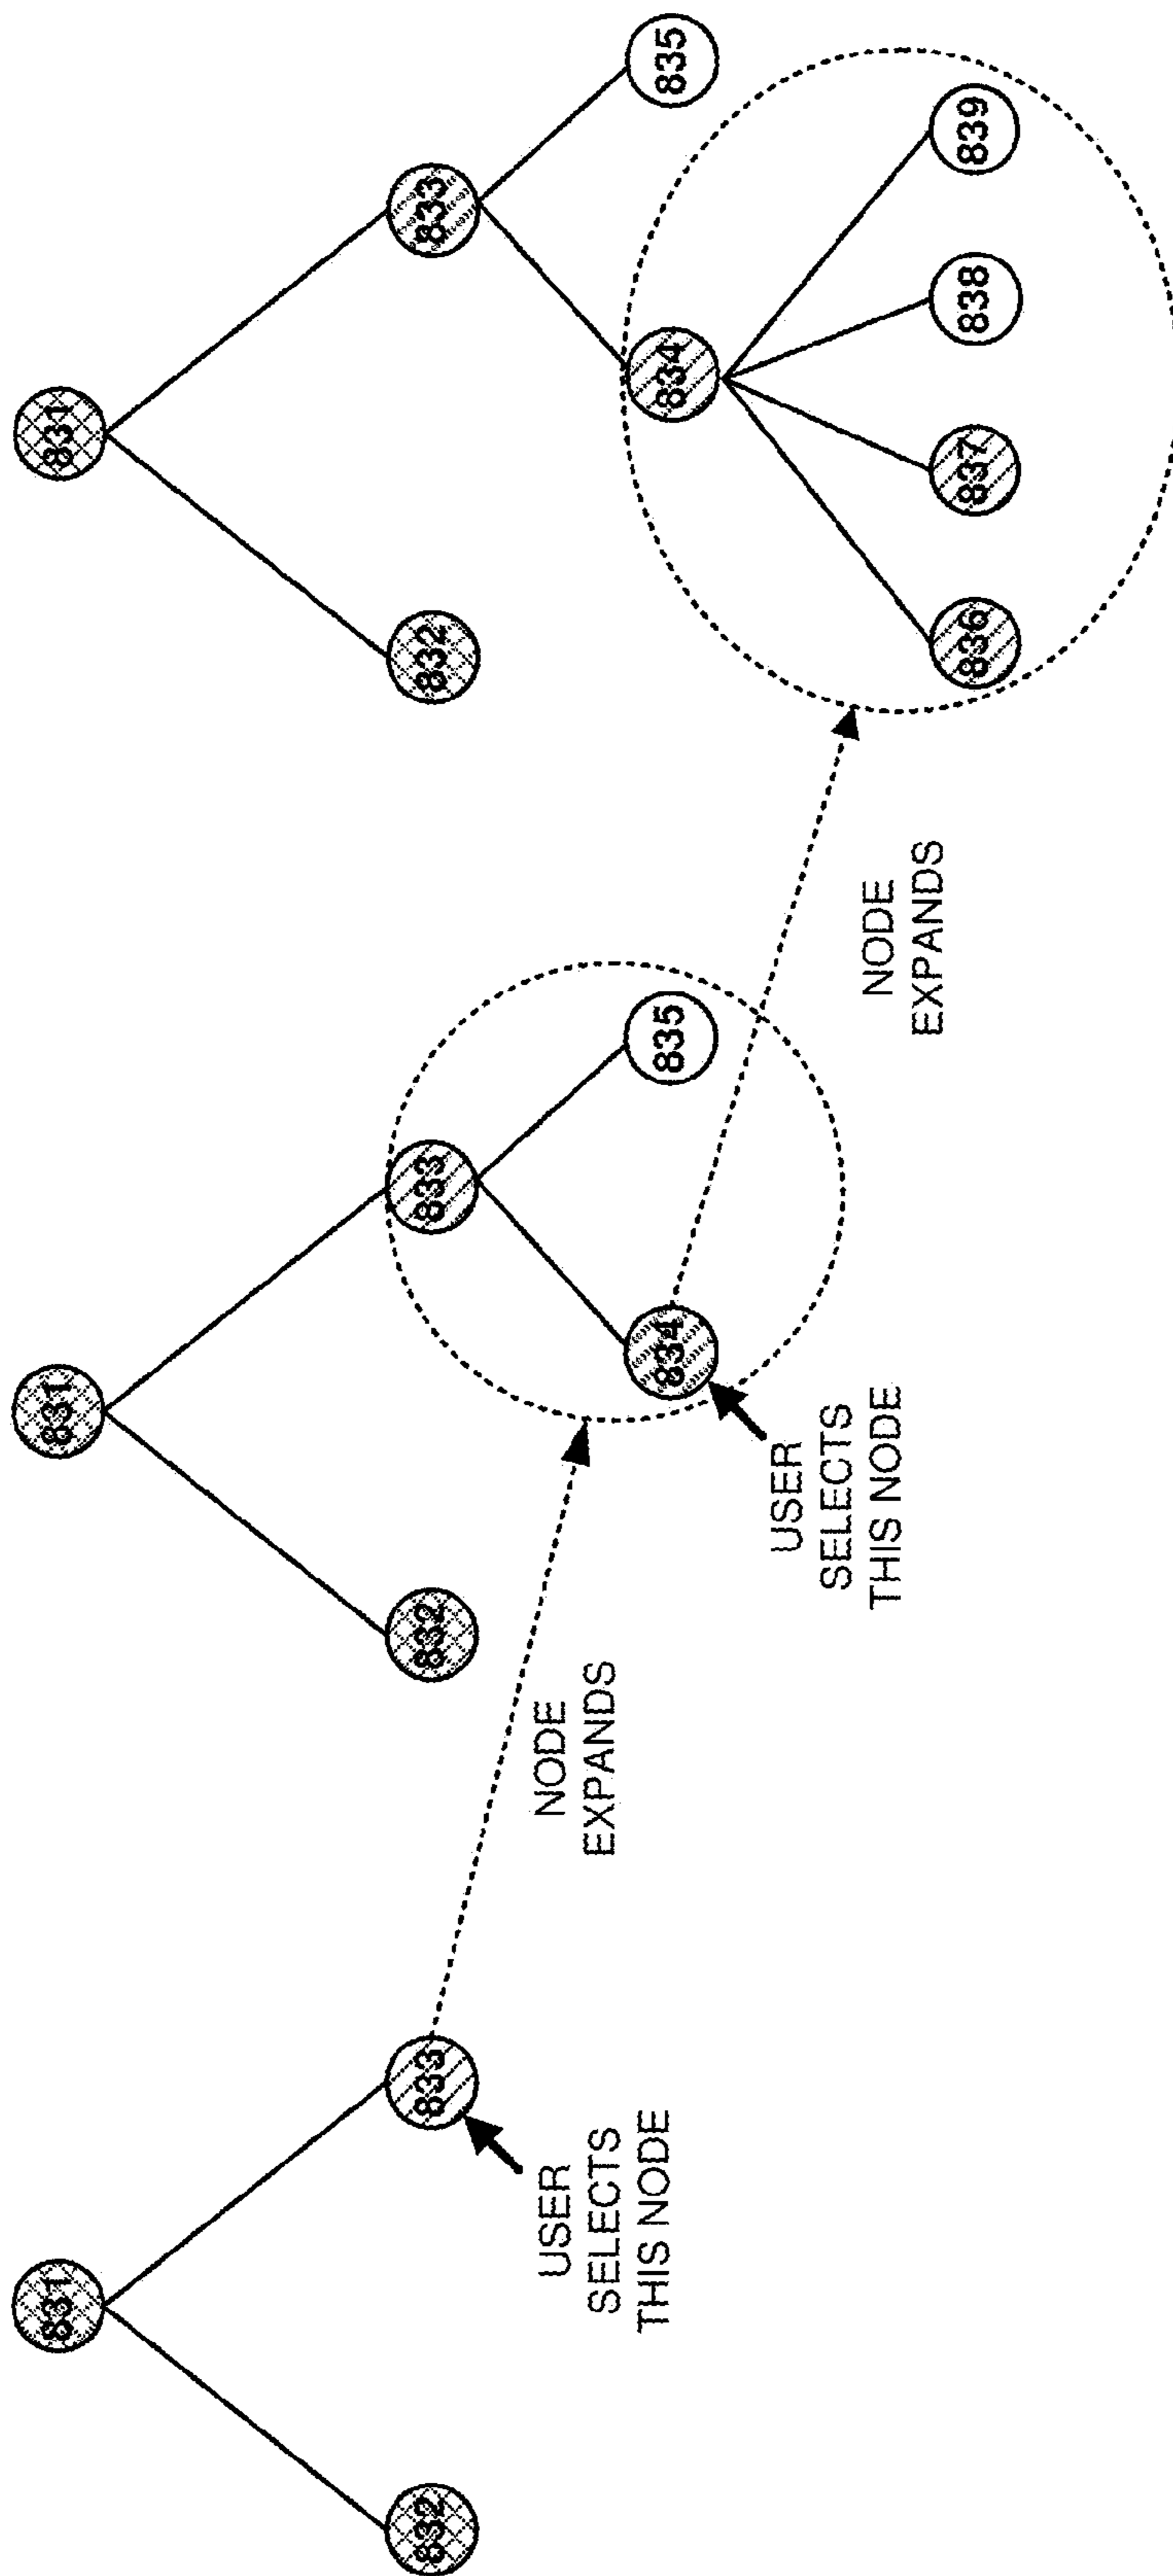 831
832
833
USER
SELECTS
THIS NODE
NODE
EXPANDS
831
832
833
834
835
USER
SELECTS
THIS NODE
NODE
EXPANDS
831
832
833
834
835
836
837
838
839